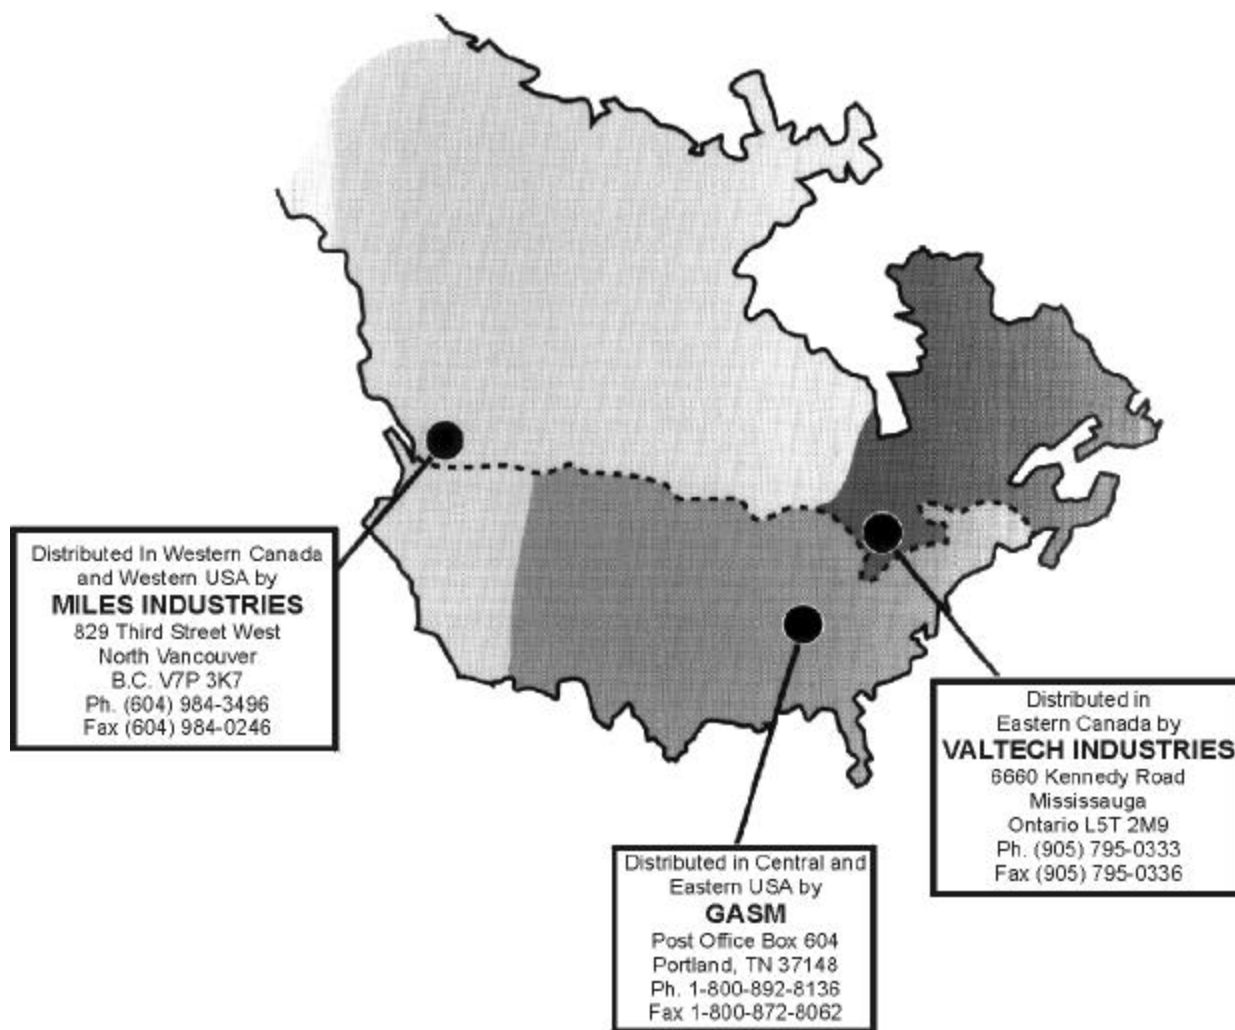 Distributed In Western Canada
and Western USA by
MILES INDUSTRIES
829 Third Street West
North Vancouver
B.C. V7P 3K7
Ph. (604) 984-3496
Fax (604) 984-0246
Distributed in
Eastern Canada by
VALTECH INDUSTRIES
6660 Kennedy Road
Mississauga
Ontario L5T 2M9
Ph. (905) 795-0333
Fax (905) 795-0336
Distributed in Central and
Eastern USA by
GASM
Post Office Box 604
Portland, TN 37148
Ph. 1-800-892-8136
Fax 1-800-872-8062